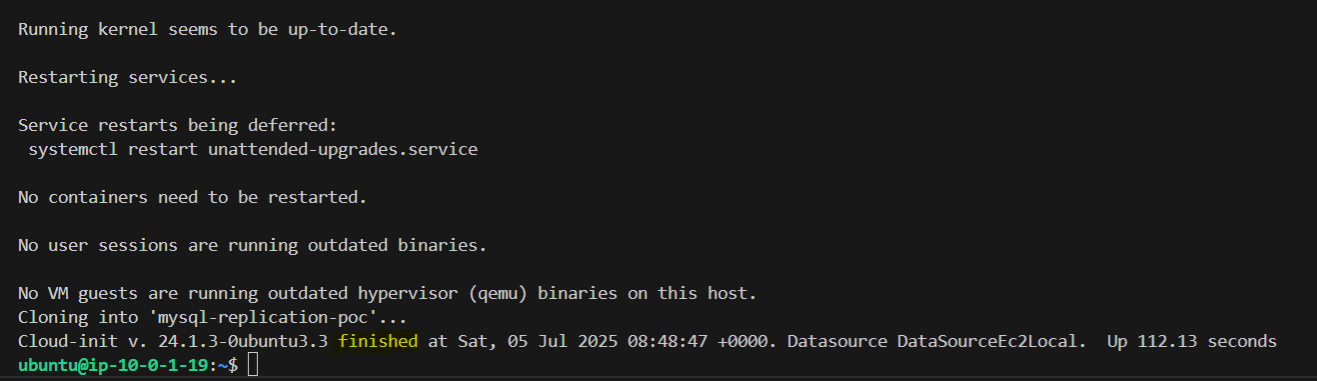 Running kernel seems to be up-to-date.
Restarting services...
Service restarts being deferred:
systemctl restart unattended-upgrades.service
No containers need to be restarted.
No user sessions are running outdated binaries.
No VM guests are running outdated hypervisor (qemu) binaries on this host.
Cloning into 'mysql-replication-poc'...
Cloud-init v. 24.1.3-0ubuntu3.3 finished at Sat, 05 Jul 2025 08:48:47 +0000. Datasource DataSourceEc2Local.  Up 112.13 seconds
ubuntu@ip-10-0-1-19:~$